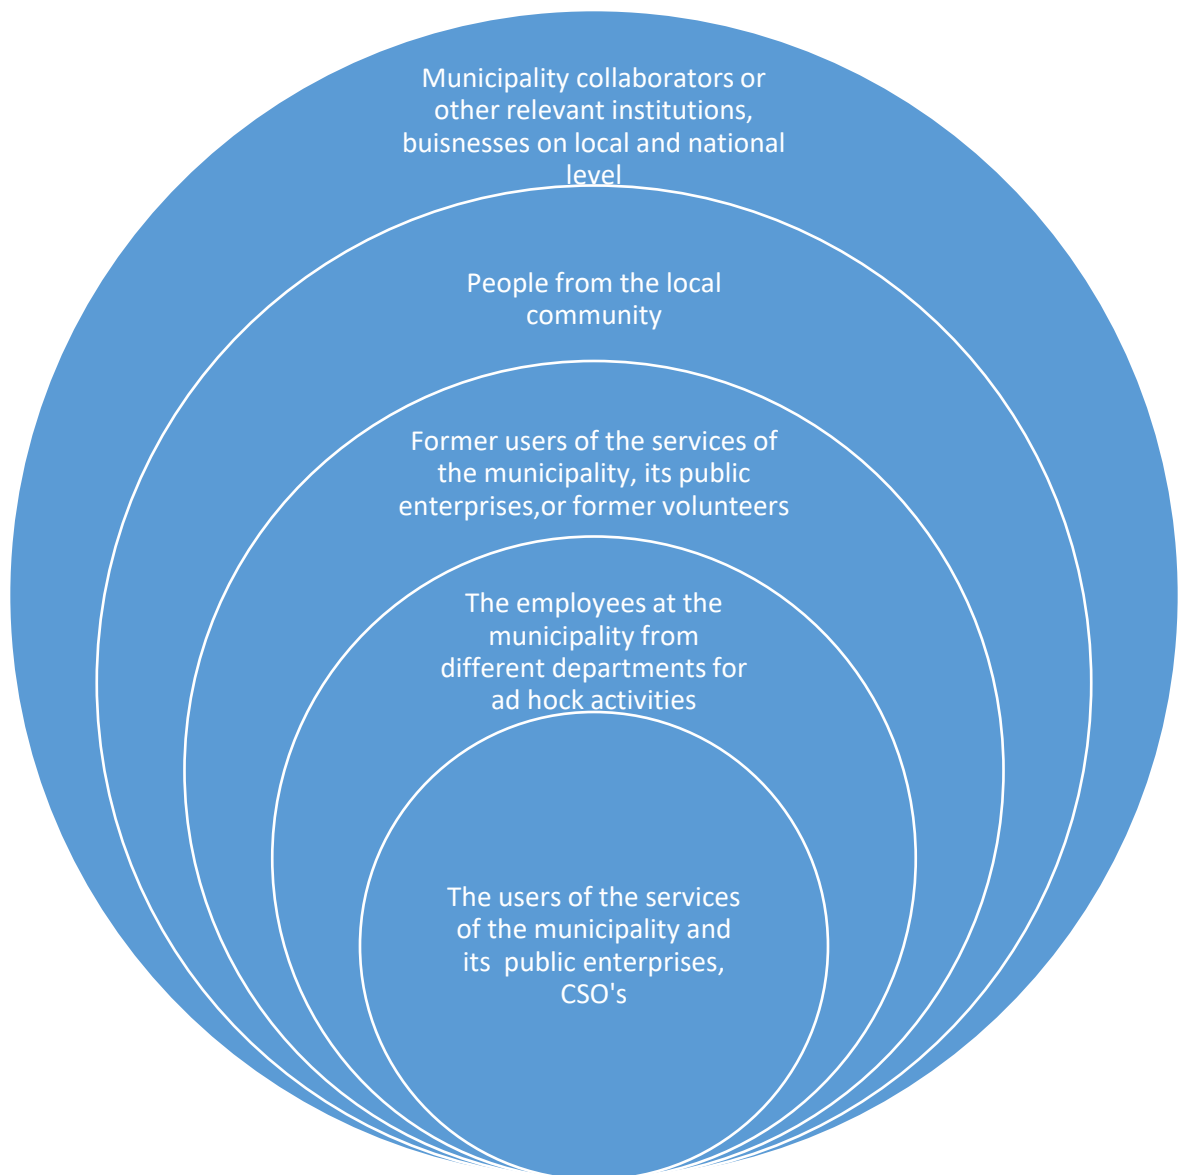 Municipality collaborators or
other relevant institutions,
buisnesses on local and national
level
People from the local
community
Former users of the services of
the municipality, its public
enterprises,or former volunteers
The employees at the
municipality from
different departments for
ad hock activities
The users of the services
of the municipality and
its  public enterprises,
CSO's